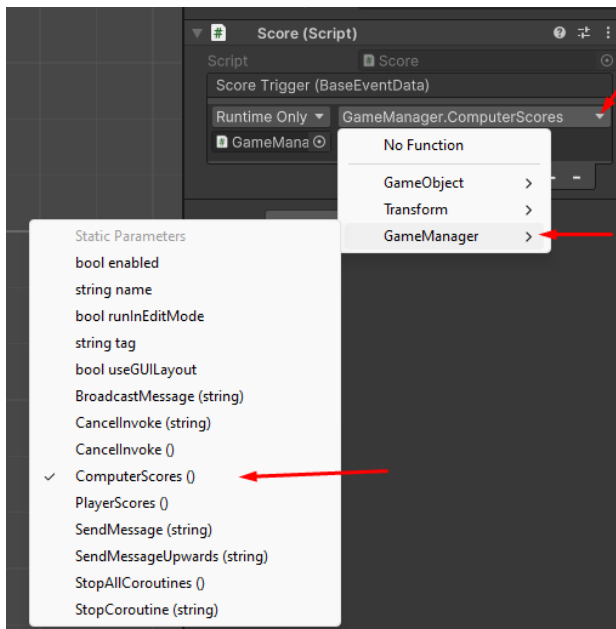 Score (Script)
Script Score
Score Trigger (BaseEventData)
Runtime Only GameManager.ComputerScores
GameMana
No Function
GameObject
Transform
GameManager
Static Parameters
bool enabled
string name
bool runInEditMode
string tag
bool useGUILayout
BroadcastMessage (string)
CancelInvoke (string)
CancelInvoke ()
ComputerScores ()
PlayerScores ()
SendMessage (string)
SendMessageUpwards (string)
StopAllCoroutines ()
StopCoroutine (string)